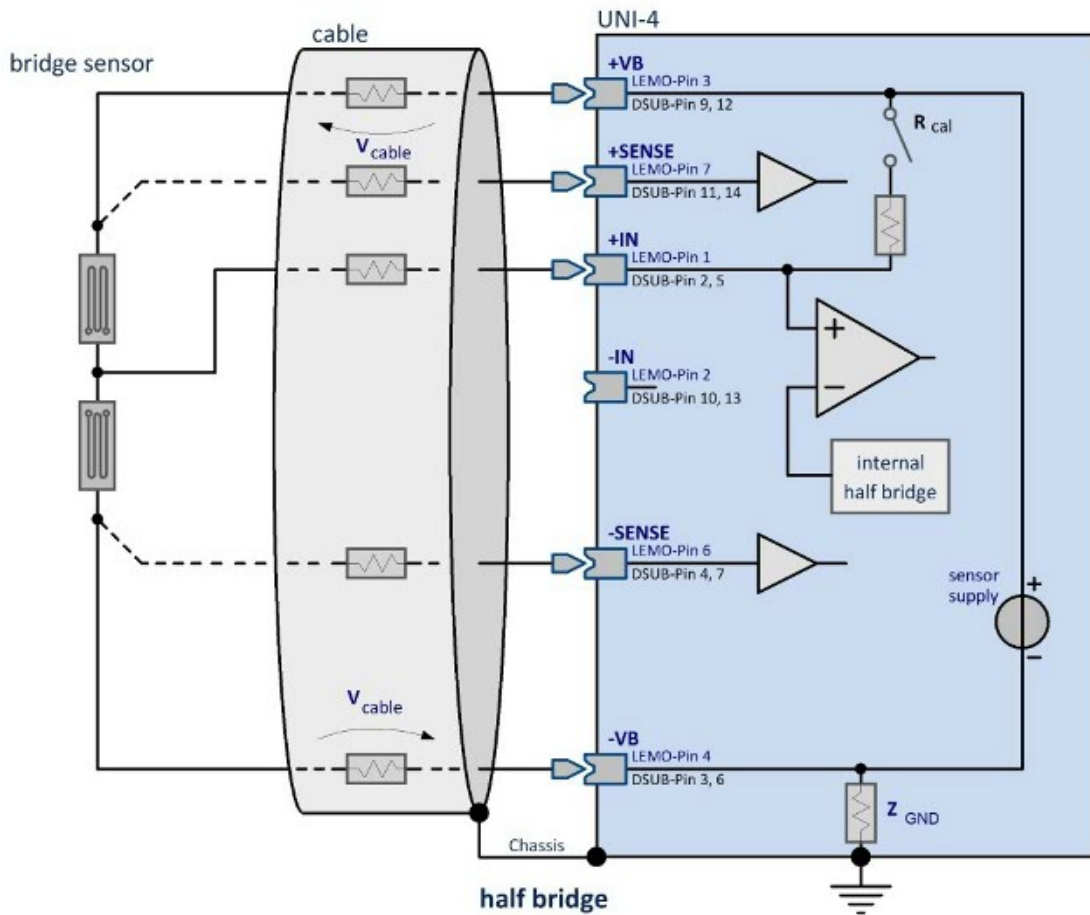 UNI-4
cable
bridge sensor
+VB
LEMO-Pin 3
DSUB-Pin 9, 12
R cal
V cable
+SENSE
LEMO-Pin 7
DSUB-Pin 11, 14
+IN
LEMO-Pin 1
DSUB-Pin 2, 5
+
-IN
LEMO-Pin 2
DSUB-Pin 10, 13
−
internal
half bridge
-SENSE
LEMO-Pin 6
DSUB-Pin 4, 7
sensor
supply
+
−
V cable
-VB
LEMO-Pin 4
DSUB-Pin 3, 6
Z GND
Chassis
half bridge